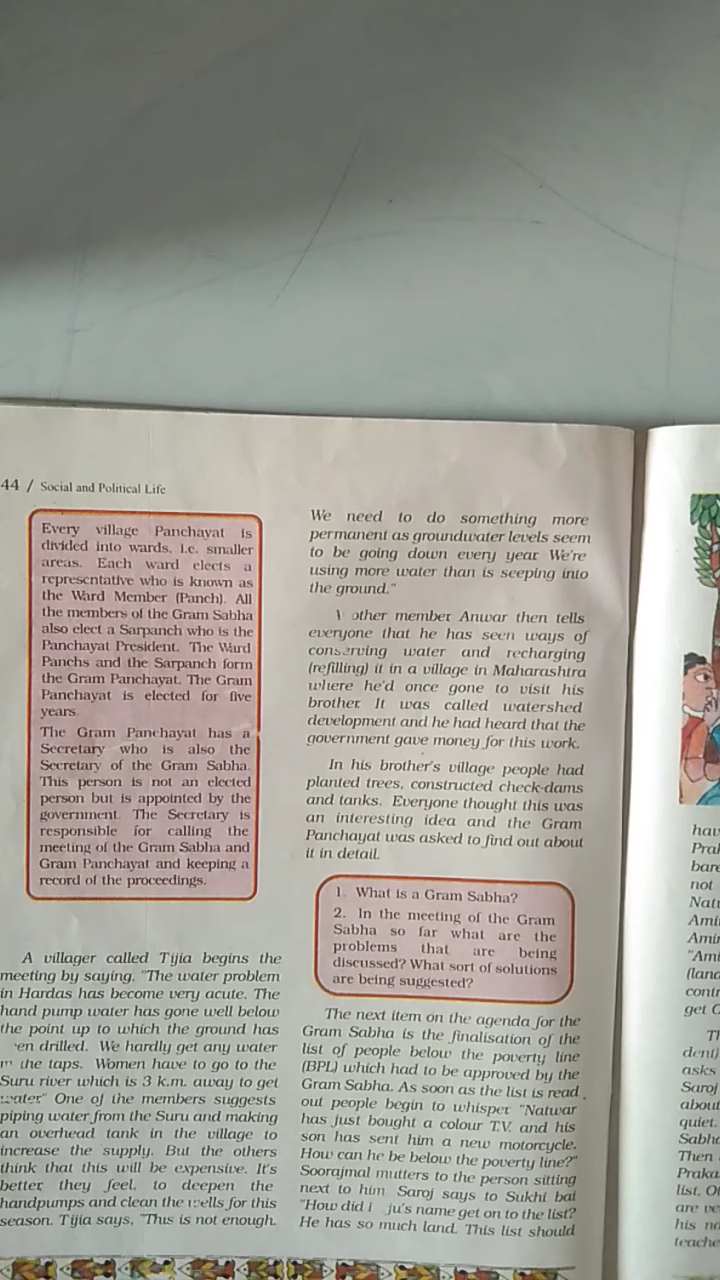 44 / Social and Political Life
Every village Panchayat is
divided into wards, i.e. smaller
areas. Each ward elects a
representative who is known as
the Ward Member (Panch). All
the members of the Gram Sabha
also elect a Sarpanch who is the
Panchayat President. The Ward
Panchs and the Sarpanch form
the Gram Panchayat. The Gram
Panchayat is elected for five
years.
The Gram Panchayat has a
Secretary who is also the
Secretary of the Gram Sabha.
This person is not an elected
person but is appointed by the
government. The Secretary is
responsible for calling the
meeting of the Gram Sabha and
Gram Panchayat and keeping a
record of the proceedings.
A villager called Tijia begins the
meeting by saying, "The water problem
in Hardas has become very acute. The
hand pump water has gone well below
the point up to which the ground has
en drilled. We hardly get any water
the taps. Women have to go to the
Suru river which is 3 k.m. away to get
water" One of the members suggests
piping water from the Suru and making
an overhead tank in the village to
increase the supply. But the others
think that this will be expensive. It's
better, they feel, to deepen the
handpumps and clean the wells for this
season. Tijia says, "This is not enough.
We need to do something more
permanent as groundwater levels seem
to be going down every year We're
using more water than is seeping into
the ground."
other member Anwar then tells
everyone that he has seen ways of
conserving water and recharging
(refilling) it in a village in Maharashtra
where he'd once gone to visit his
brother It was called watershed
development and he had heard that the
government gave money for this work.
In his brother's village people had
planted trees, constructed check-dams
and tanks. Everyone thought this was
an interesting idea and the Gram
Panchayat was asked to find out about
it in detail.
1. What is a Gram Sabha?
2. In the meeting of the Gram
Sabha so far what are the
problems that are being
discussed? What sort of solutions
are being suggested?
The next item on the agenda for the
Gram Sabha is the finalisation of the
list of people below the poverty line
(BPL) which had to be approved by the
Gram Sabha. As soon as the list is read
out people begin to whisper "Natwar
has just bought a colour T.V. and his
son has sent him a new motorcycle.
How can he be below the poverty line?"
Soorajmal mutters to the person sitting
next to him Saroj says to Sukhi bai
"How did ju's name get on to the list?
He has so much land. This list should
hav
Pral
bare
not
Natu
Ami
Amir
"Ami
(land
contr
get C
Tl
dent)
asks
Saroj
about
quiet.
Sabha
Then
Praka
list. O
are ve
his na
teache